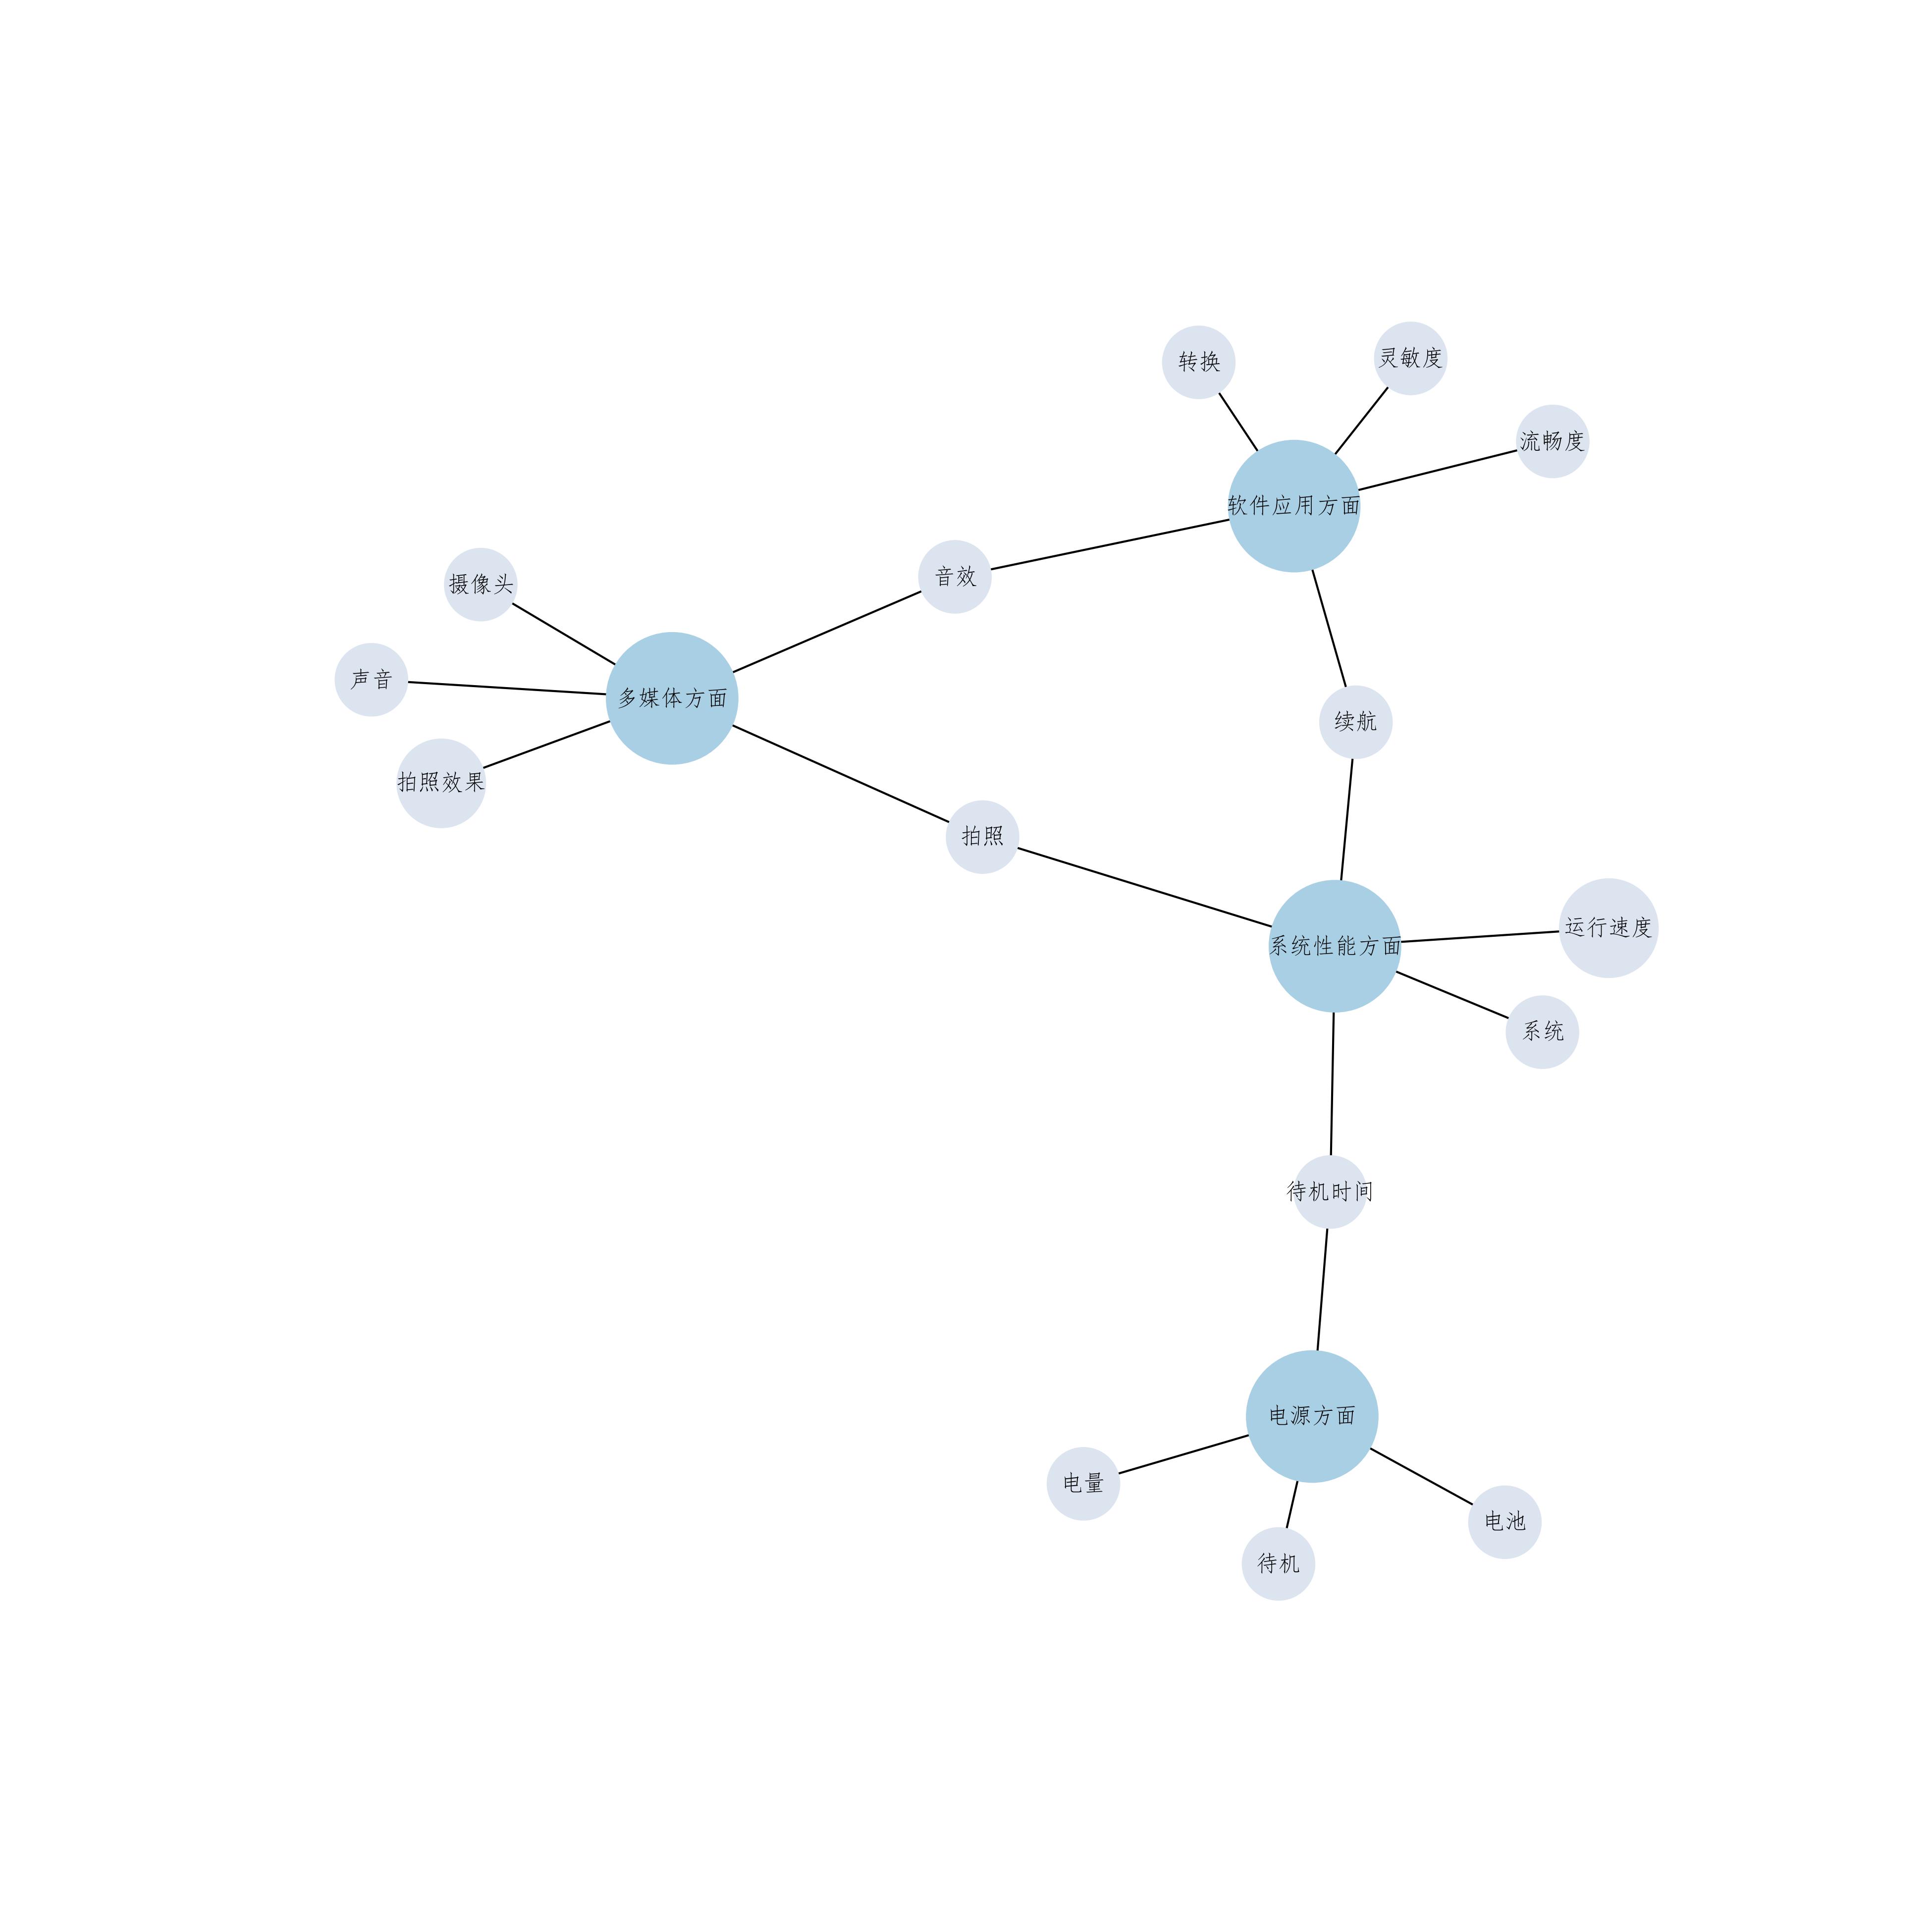 转换
灵敏度
流畅度
软件应用方面
音效
摄像头
声音
多媒体方面
续航
拍照效果
拍照
运行速度
系统性能方面
系统
待机时间
电源方面
电量
电池
待机